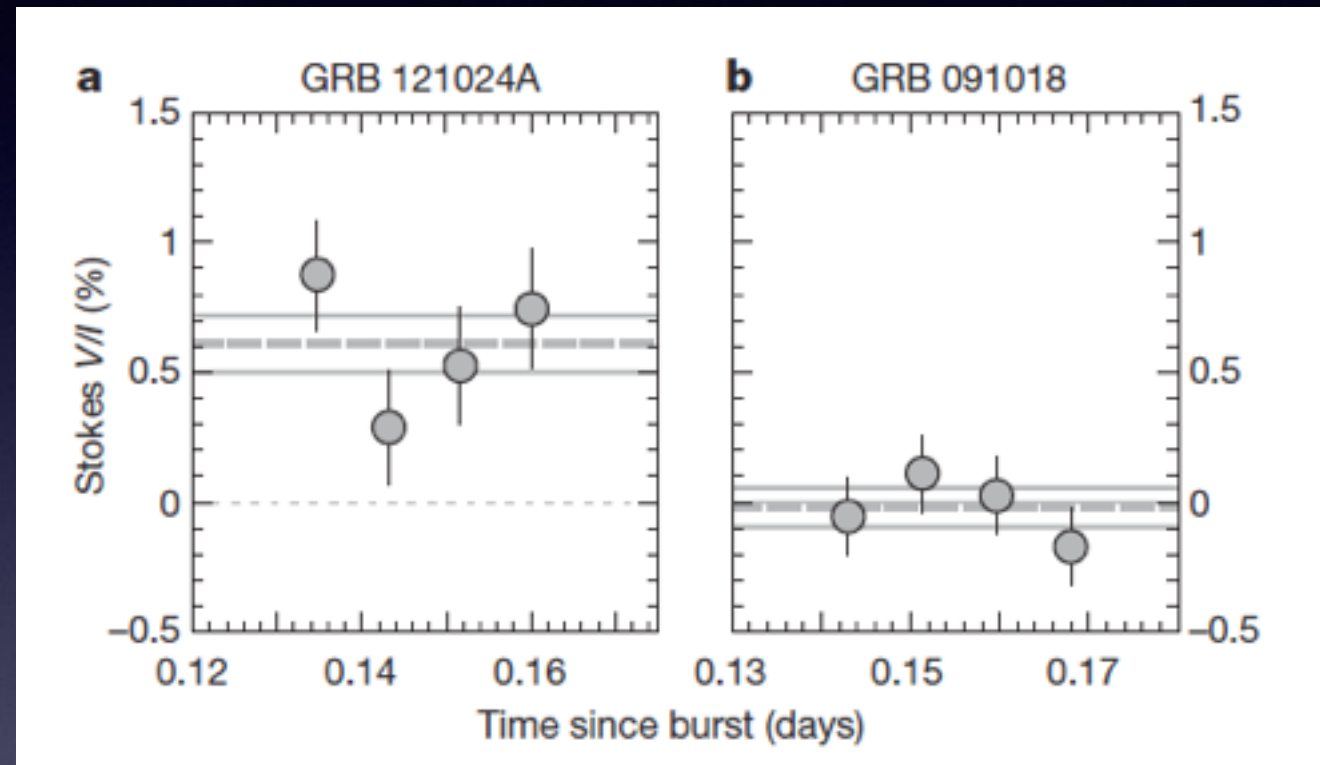 a GRB 121024A
b GRB 091018
1.5 1.5
1 1
0.5 0.5
0 0
–0.5 –0.5
Stokes V/I (%)
0.12 0.14 0.16 0.13 0.15 0.17
Time since burst (days)